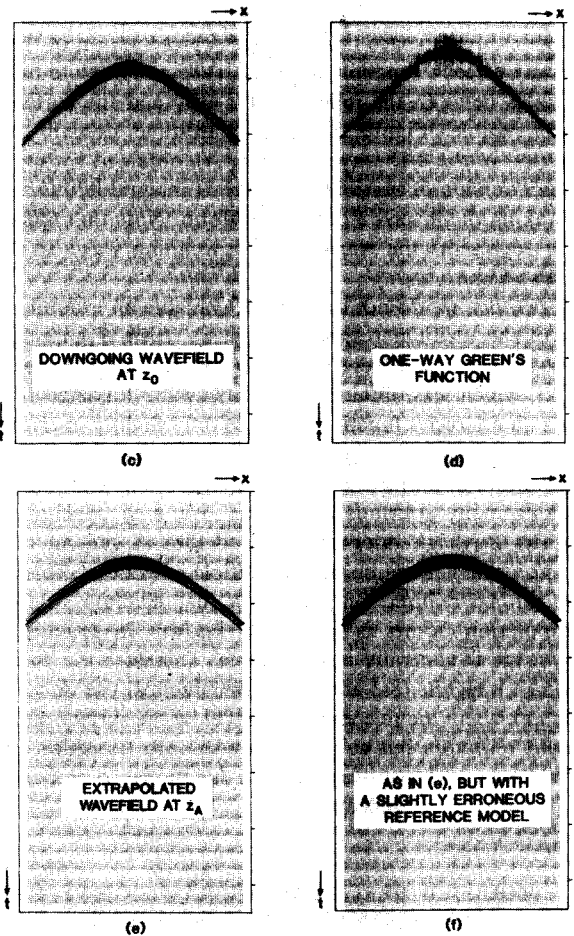 → X
→ X
DOWNGOING WAVEFIELD
AT z₀
ONE-WAY GREEN'S
FUNCTION
t
t
(c)
(d)
→ X
→ X
EXTRAPOLATED
WAVEFIELD AT z_A
AS IN (e), BUT WITH
A SLIGHTLY ERRONEOUS
REFERENCE MODEL
t
t
(e)
(f)